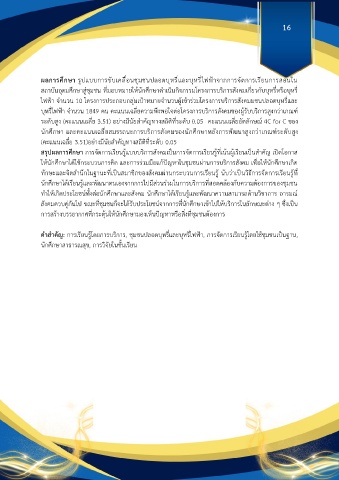 16
ผลการศึกษา รูปแบบการขับเคลื่อนชุมชนปลอดบุหรี่และบุหรี่ไฟฟ้าจากการจัดการเรียนการสอนใน
สถาบันอุดมศึกษาสู่ชุมชน ที่มอบหมายให้นักศึกษาดำเนินกิจกรรมโครงการบริการสังคมเกี่ยวกับบุหรี่หรือบุหรี่
ไฟฟ้า จำนวน 10 โครงการประกอบกลุ่มเป้าหมายจำนวนผู้เข้าร่วมโครงการบริการสังคมชุมชนปลอดบุหรี่และ
บุหรี่ไฟฟ้า จำนวน 1849 คน คะแนนเฉลี่ยความพึงพอใจต่อโครงการบริการสังคมของผู้รับบริการสูงกว่าเกณฑ์
ระดับสูง (คะแนนเฉลี่ย 3.51) อย่างมีนัยสำคัญทางสถิติที่ระดับ 0.05 คะแนนเฉลี่ยอัตลักษณ์ 4C for C ของ
นักศึกษา และคะแนนเฉลี่ยสมรรถนะการบริการสังคมของนักศึกษาหลังการพัฒนาสูงกว่าเกณฑ์ระดับสูง
(คะแนนเฉลี่ย 3.51)อย่างมีนัยสำคัญทางสถิติที่ระดับ 0.05
สรุปผลการศึกษา การจัดการเรียนรู้แบบบริการสังคมเป็นการจัดการเรียนรู้ที่เน้นผู้เรียนเป็นสำคัญ เปิดโอกาส
ให้นักศึกษาได้ใช้กระบวนการคิด และการร่วมมือแก้ปัญหาในชุมชนผ่านการบริการสังคม เพื่อให้นักศึกษาเกิด
ทักษะและจิตสำนึกในฐานะที่เป็นสมาชิกของสังคมผ่านกระบวนการเรียนรู้ นับว่าเป็นวิธีการจัดการเรียนรู้ที่
นักศึกษาได้เรียนรู้และพัฒนาตนเองจากการไปมีส่วนร่วมในการบริการที่สอดคล้องกับความต้องการของชุมชน
ทำให้เกิดประโยชน์ทั้งต่อนักศึกษาและสังคม นักศึกษาได้เรียนรู้และพัฒนาความสามารถด้านวิชาการ อารมณ์
สังคมควบคู่กันไป ขณะที่ชุมชนก็จะได้รับประโยชน์จากการที่นักศึกษาเข้าไปให้บริการในลักษณะต่าง ๆ ซึ่งเป็น
การสร้างบรรยากาศที่กระตุ้นให้นักศึกษามองเห็นปัญหาหรือสิ่งที่ชุมชนต้องการ
คำสำคัญ: การเรียนรู้โดยการบริการ, ชุมชนปลอดบุหรี่และบุหรี่ไฟฟ้า, การจัดการเรียนรู้โดยใช้ชุมชนเป็นฐาน,
นักศึกษาสาธารณสุข, การวิจัยในชั้นเรียน